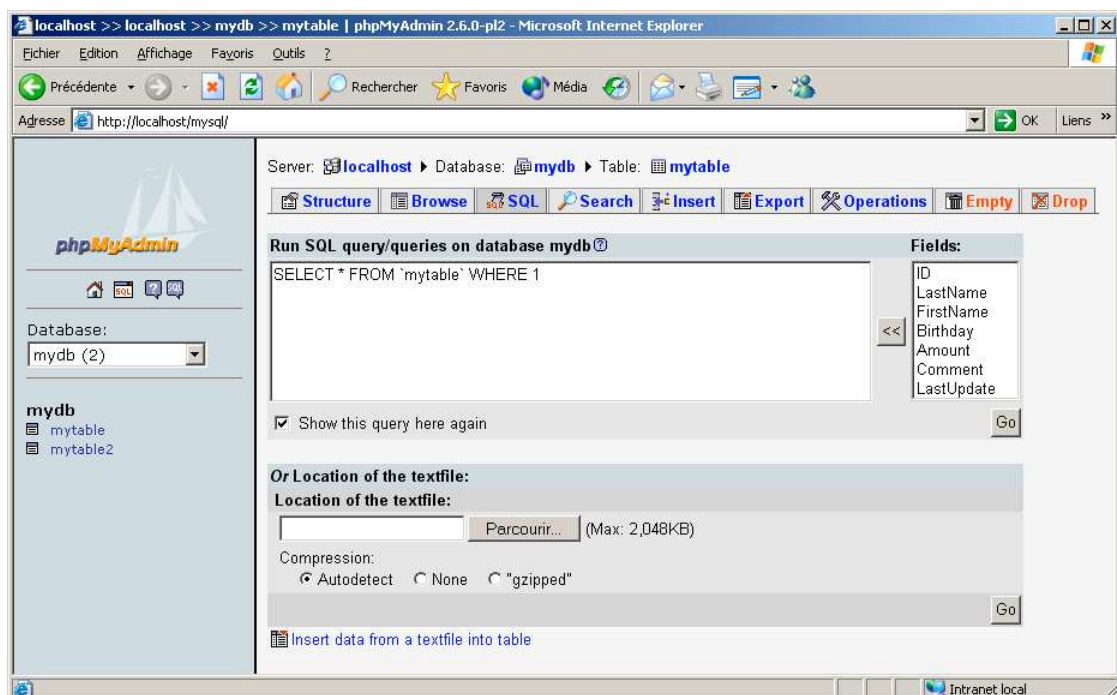 localhost >> localhost >> mydb >> mytable | phpMyAdmin 2.6.0-pl2 - Microsoft Internet Explorer
Fichier Edition Affichage Favoris Outils ?
Précédente Rechercher Favoris Média
Adresse http://localhost/mysql/ OK Liens »
phpMyAdmin
SQL ? SQL
Database:
mydb (2)
mydb
mytable
mytable2
Server: localhost Database: mydb Table: mytable
Structure Browse SQL Search Insert Export Operations Empty Drop
Run SQL query/queries on database mydb ?
SELECT * FROM `mytable` WHERE 1
<<
Fields:
ID
LastName
FirstName
Birthday
Amount
Comment
LastUpdate
Show this query here again
Go
Or Location of the textfile:
Location of the textfile:
Parcourir... (Max: 2,048KB)
Compression:
Autodetect None "gzipped"
Go
Insert data from a textfile into table
Intranet local